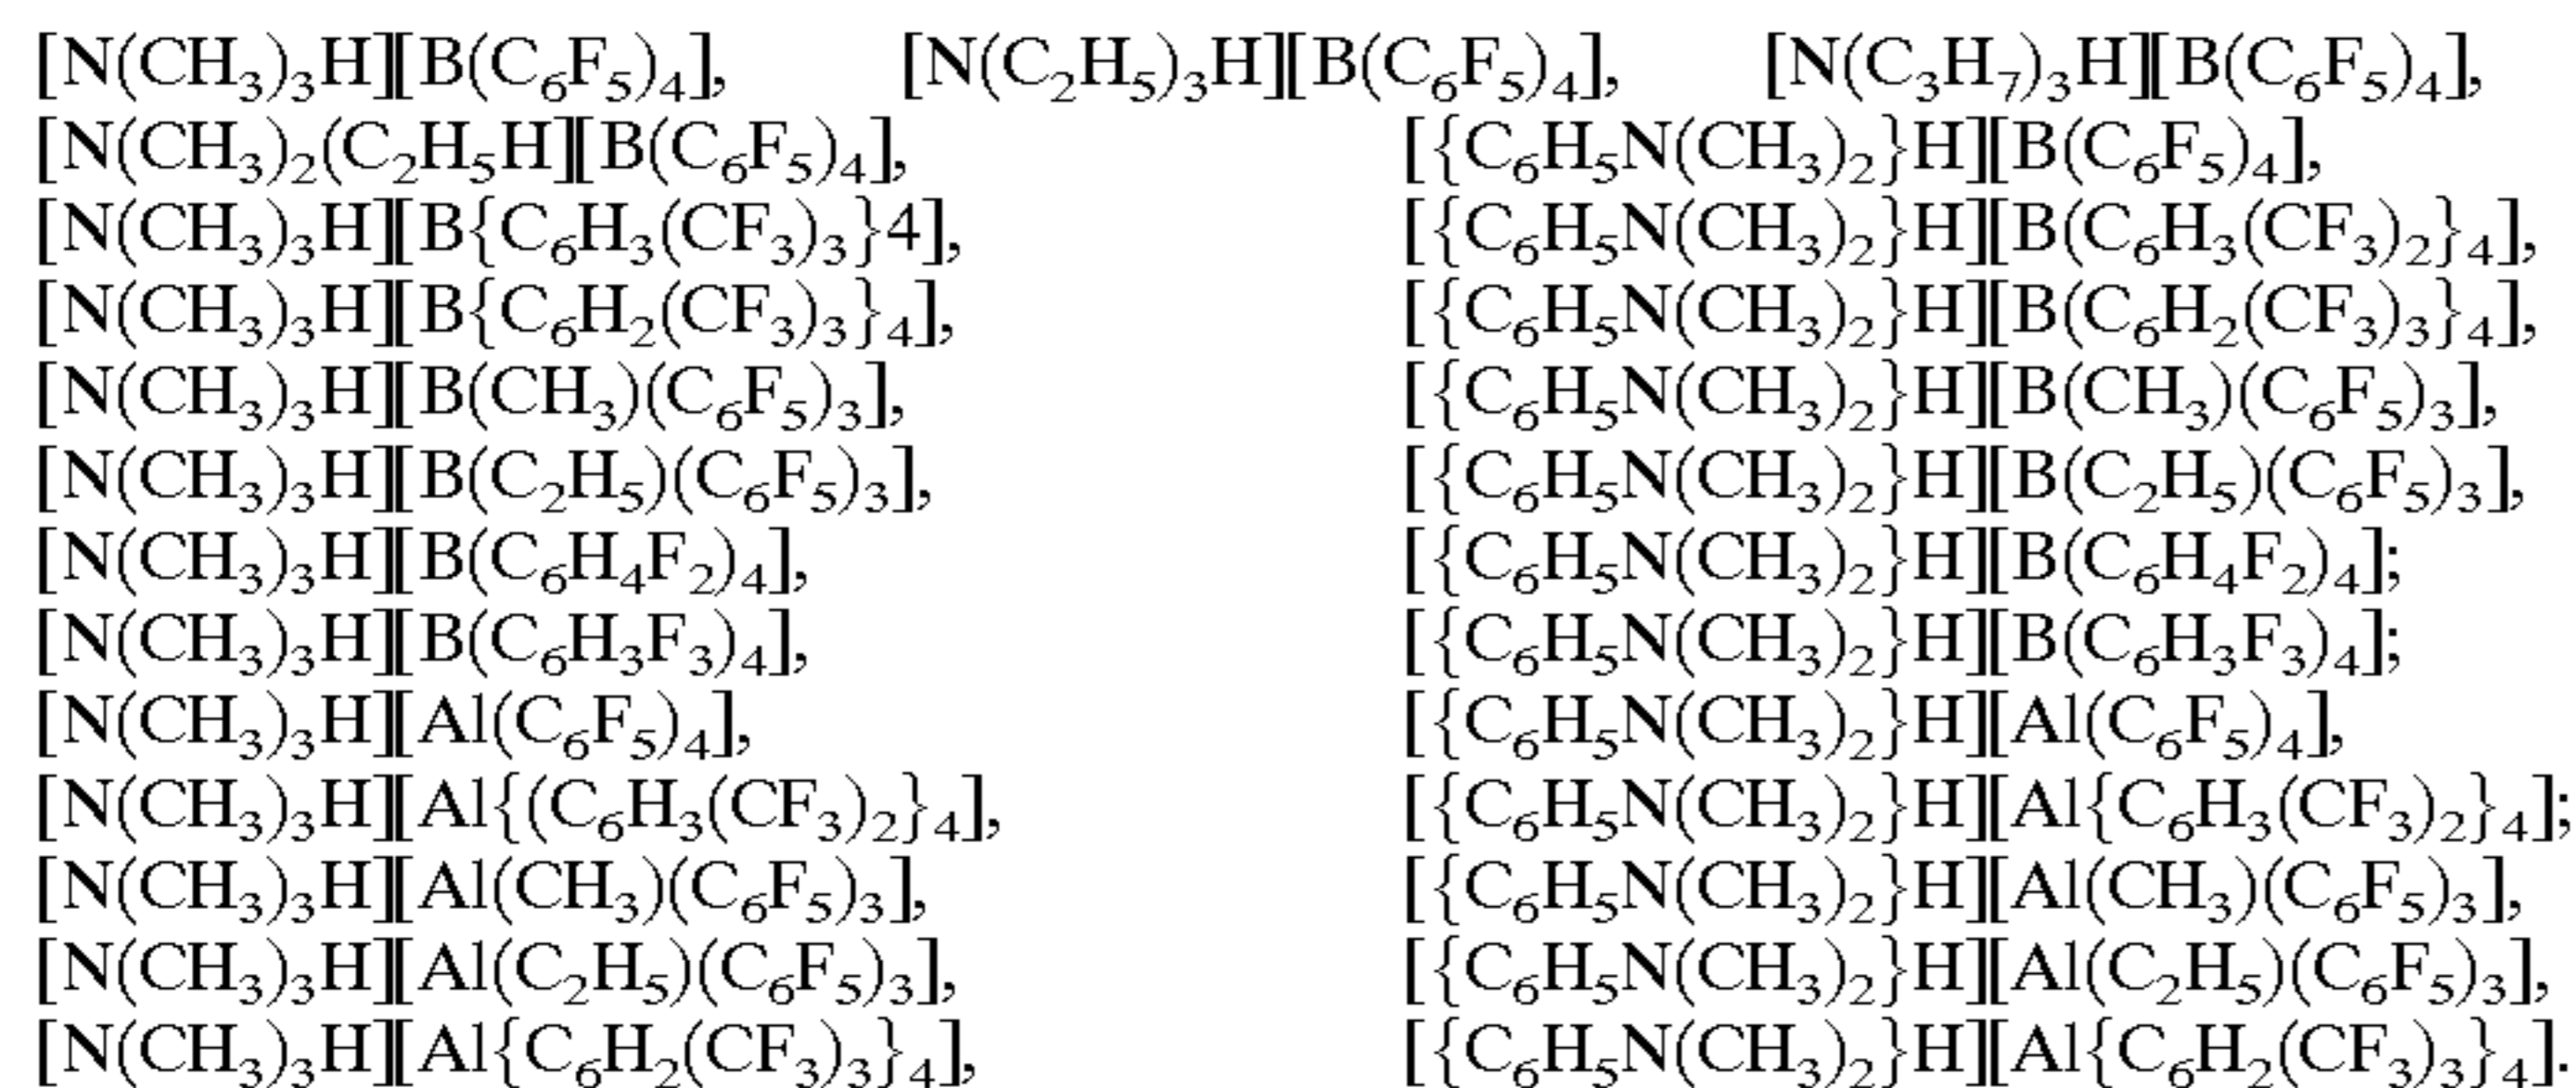 [N(CH₃)₃H][B(C₆F₅)₄], [N(C₂H₅)₃H][B(C₆F₅)₄], [N(C₃H₇)₃H][B(C₆F₅)₄],
[N(CH₃)₂(C₂H₅H][B(C₆F₅)₄], [{C₆H₅N(CH₃)₂}H][B(C₆F₅)₄],
[N(CH₃)₃H][B{C₆H₃(CF₃)₃}4], [{C₆H₅N(CH₃)₂}H][B(C₆H₃(CF₃)₂}₄],
[N(CH₃)₃H][B{C₆H₂(CF₃)₃}₄], [{C₆H₅N(CH₃)₂}H][B(C₆H₂(CF₃)₃}₄],
[N(CH₃)₃H][B(CH₃)(C₆F₅)₃], [{C₆H₅N(CH₃)₂}H][B(CH₃)(C₆F₅)₃],
[N(CH₃)₃H][B(C₂H₅)(C₆F₅)₃], [{C₆H₅N(CH₃)₂}H][B(C₂H₅)(C₆F₅)₃],
[N(CH₃)₃H][B(C₆H₄F₂)₄], [{C₆H₅N(CH₃)₂}H][B(C₆H₄F₂)₄];
[N(CH₃)₃H][B(C₆H₃F₃)₄], [{C₆H₅N(CH₃)₂}H][B(C₆H₃F₃)₄];
[N(CH₃)₃H][Al(C₆F₅)₄], [{C₆H₅N(CH₃)₂}H][Al(C₆F₅)₄],
[N(CH₃)₃H][Al{(C₆H₃(CF₃)₂}₄], [{C₆H₅N(CH₃)₂}H][Al{C₆H₃(CF₃)₂}₄];
[N(CH₃)₃H][Al(CH₃)(C₆F₅)₃], [{C₆H₅N(CH₃)₂}H][Al(CH₃)(C₆F₅)₃],
[N(CH₃)₃H][Al(C₂H₅)(C₆F₅)₃], [{C₆H₅N(CH₃)₂}H][Al(C₂H₅)(C₆F₅)₃],
[N(CH₃)₃H][Al{C₆H₂(CF₃)₃}₄], [{C₆H₅N(CH₃)₂}H][Al{C₆H₂(CF₃)₃}₄].